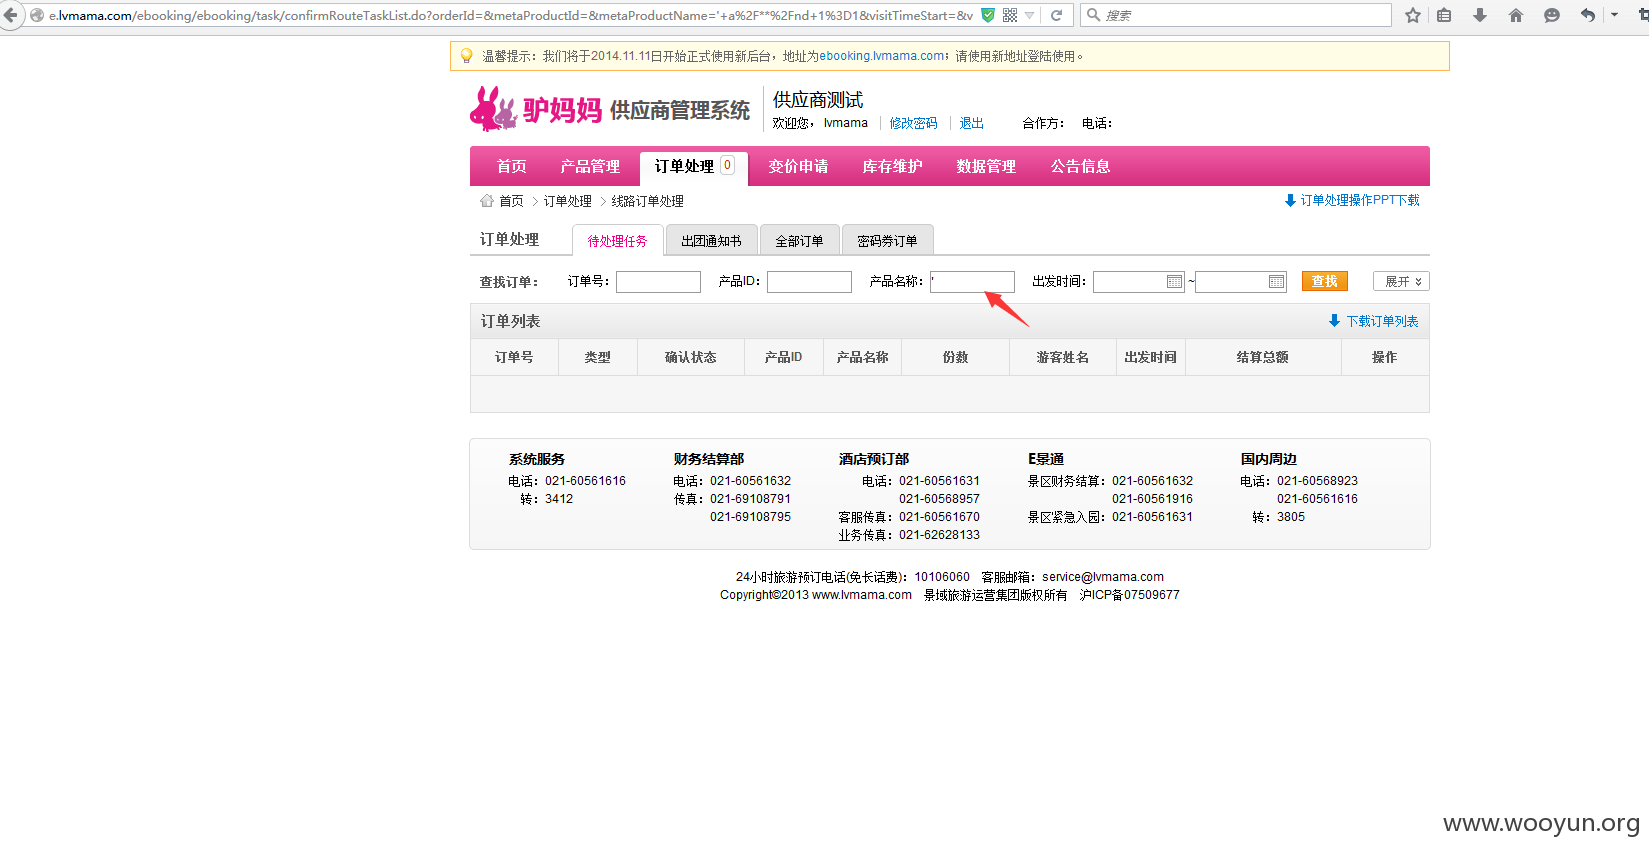 e.lvmama.com/ebooking/ebooking/task/confirmRouteTaskList.do?orderId=&metaProductId=&metaProductName='+a%2F**%2Fnd+1%3D1&visitTimeStart=&v
搜索
温馨提示：我们将于2014.11.11日开始正式使用新后台，地址为ebooking.lvmama.com；请使用新地址登陆使用。
驴妈妈 供应商管理系统
供应商测试
欢迎您， lvmama 修改密码 退出 合作方： 电话：
首页 产品管理 订单处理 0 变价申请 库存维护 数据管理 公告信息
首页 > 订单处理 > 线路订单处理 订单处理操作PPT下载
订单处理 待处理任务 出团通知书 全部订单 密码券订单
查找订单： 订单号： 产品ID： 产品名称： ' 出发时间： ~ 查找 展开
订单列表 下载订单列表
订单号 类型 确认状态 产品ID 产品名称 份数 游客姓名 出发时间 结算总额 操作
系统服务 财务结算部 酒店预订部 E景通 国内周边
电话：021-60561616 电话：021-60561632 电话：021-60561631 景区财务结算：021-60561632 电话：021-60568923
转：3412 传真：021-69108791 021-60568957 021-60561916 021-60561616
021-69108795 客服传真：021-60561670 景区紧急入园：021-60561631 转：3805
业务传真：021-62628133
24小时旅游预订电话(免长话费)：10106060 客服邮箱：service@lvmama.com
Copyright©2013 www.lvmama.com 景域旅游运营集团版权所有 沪ICP备07509677
www.wooyun.org